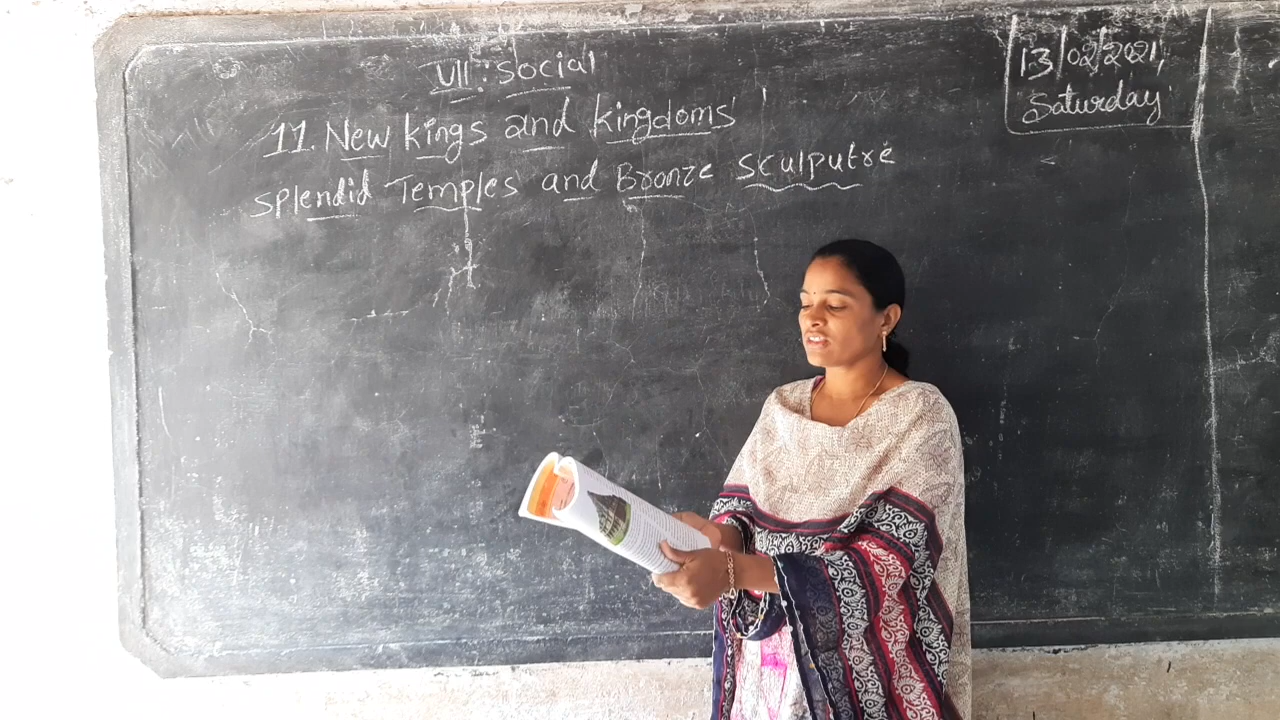 VII : Social
13/02/2021,
Saturday
11. New kings and kingdoms
splendid Temples and Bronze sculputre